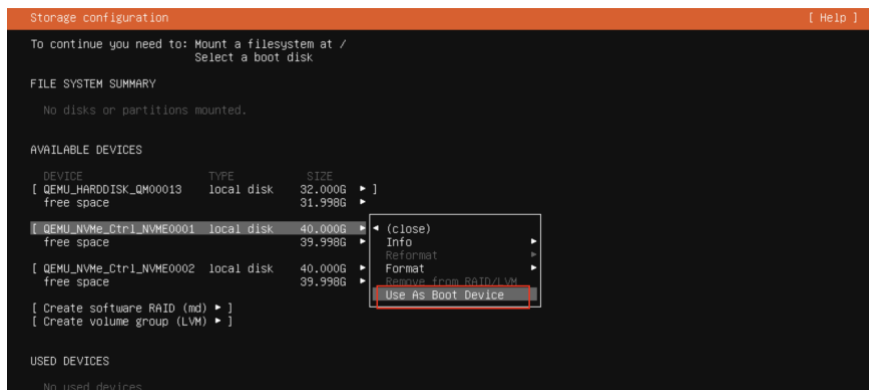 Storage configuration [ Help ]
To continue you need to: Mount a filesystem at /
Select a boot disk
FILE SYSTEM SUMMARY
No disks or partitions mounted.
AVAILABLE DEVICES
DEVICE TYPE SIZE
[ QEMU_HARDDISK_QM00013 local disk 32.000G ▸ ]
free space 31.998G ▸
[ QEMU_NVMe_Ctrl_NVME0001 local disk 40.000G ▸ ◂ (close)
free space 39.998G ▸ Info ▸
Reformat ▸
[ QEMU_NVMe_Ctrl_NVME0002 local disk 40.000G ▸ Format ▸
free space 39.998G ▸ Remove from RAID/LVM
Use As Boot Device
[ Create software RAID (md) ▸ ]
[ Create volume group (LVM) ▸ ]
USED DEVICES
No used devices